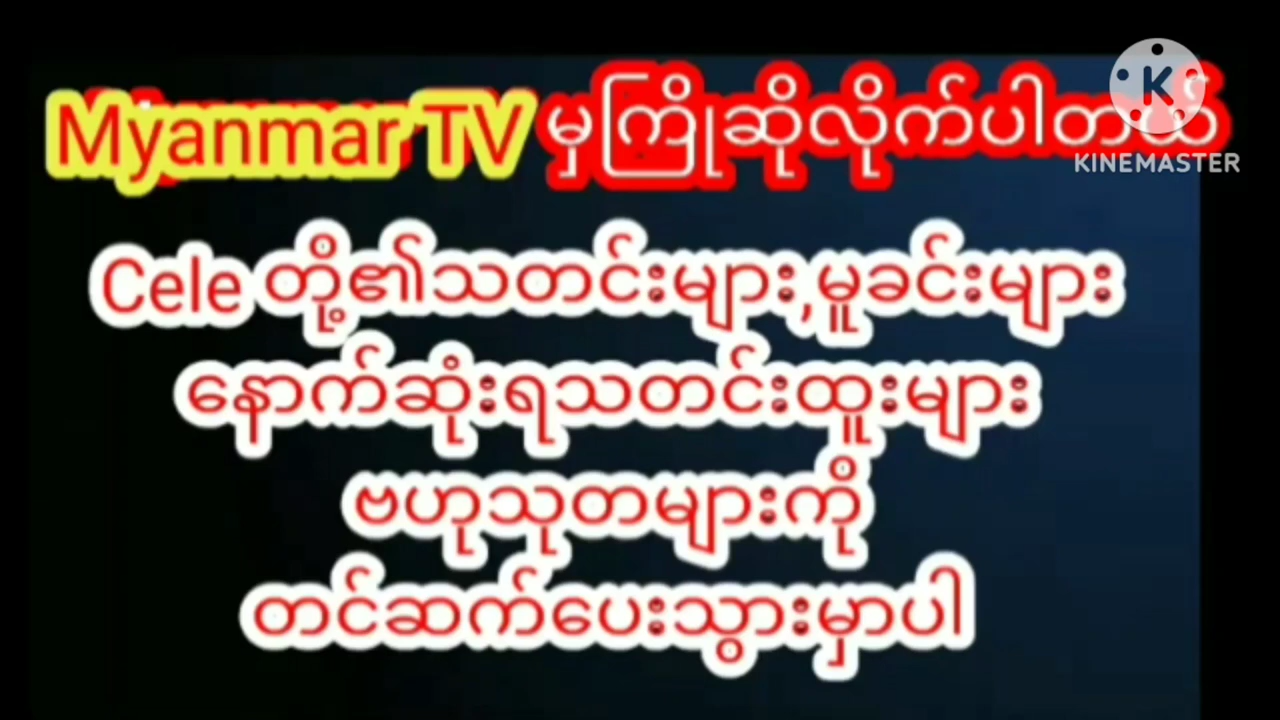 Myanmar TV မှကြိုဆိုလိုက်ပါတယ်
K
KINEMASTER
Cele တို့၏သတင်းများ,မူခင်းများ
နောက်ဆုံးရသတင်းထူးများ
ဗဟုသုတများကို
တင်ဆက်ပေးသွားမှာပါ